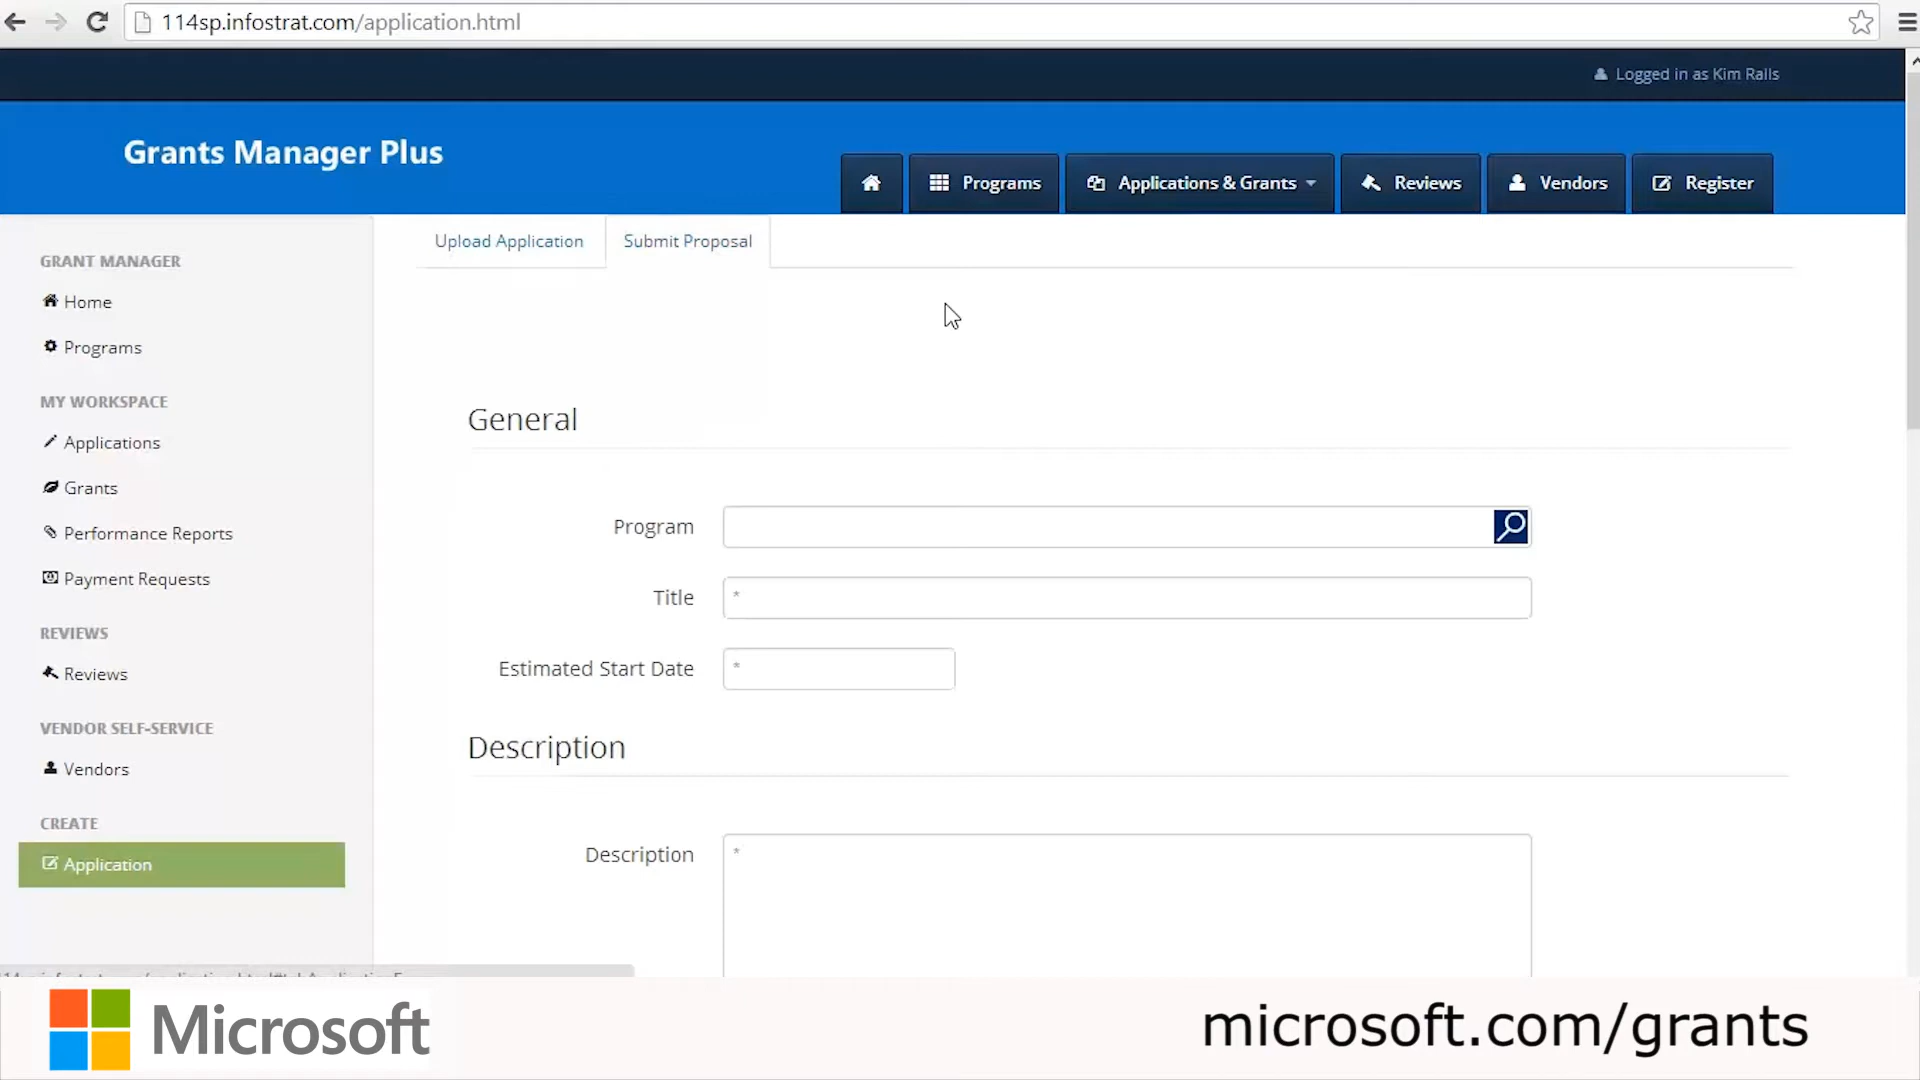 114sp.infostrat.com/application.html
Logged in as Kim Ralls
Grants Manager Plus
Programs
Applications & Grants
Reviews
Vendors
Register
Upload Application
Submit Proposal
GRANT MANAGER
Home
Programs
MY WORKSPACE
Applications
Grants
Performance Reports
Payment Requests
REVIEWS
Reviews
VENDOR SELF-SERVICE
Vendors
CREATE
Application
General
Program
Title *
Estimated Start Date *
Description
Description *
Microsoft
microsoft.com/grants